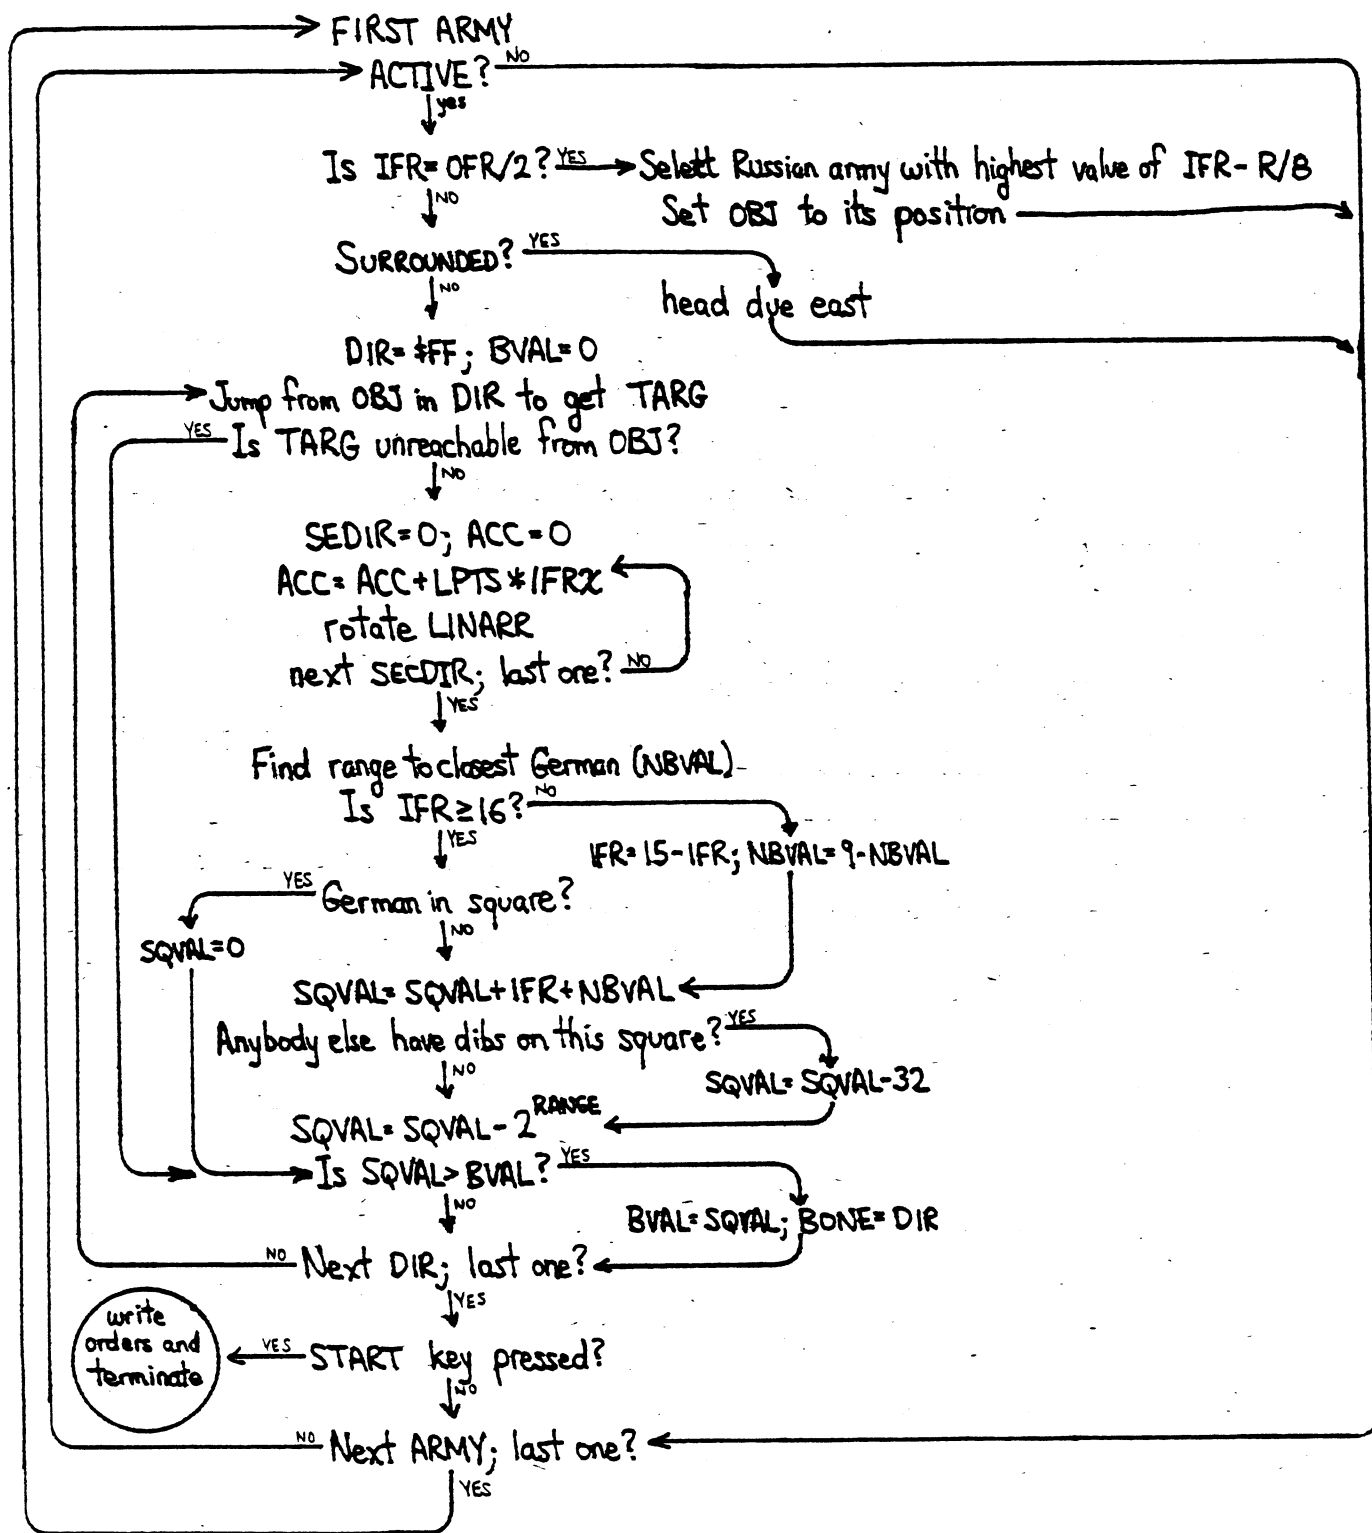 FIRST ARMY
ACTIVE? NO
yes
Is IFR=OFR/2? YES Selett Russian army with highest value of IFR-R/8
NO Set OBJ to its position
SURROUNDED? YES
NO
head due east
DIR=$FF; BVAL=0
Jump from OBJ in DIR to get TARG
YES Is TARG unreachable from OBJ?
NO
SEDIR=0; ACC=0
ACC=ACC+LPTS*IFRX
rotate LINARR
next SECDIR; last one? NO
YES
Find range to closest German (NBVAL)
Is IFR≥16? NO
YES
IFR=15-IFR; NBVAL=9-NBVAL
YES German in square?
NO
SQVAL=0
SQVAL=SQVAL+IFR+NBVAL
Anybody else have dibs on this square? YES
NO
SQVAL=SQVAL-32
SQVAL=SQVAL-2^RANGE
Is SQVAL>BVAL? YES
NO
BVAL=SQVAL; BONE=DIR
NO Next DIR; last one?
YES
write
orders and
terminate
YES START key pressed?
NO
NO Next ARMY; last one?
YES